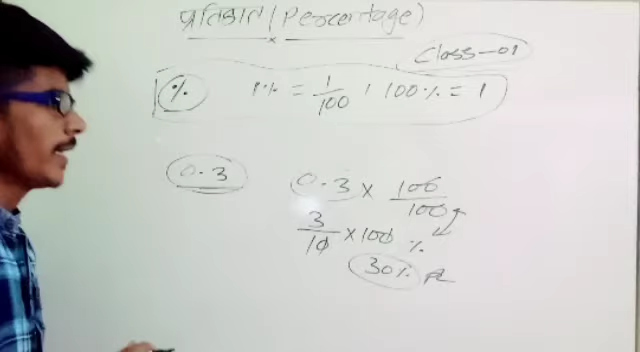 प्रतिशत (Percentage)
Class-01
% 1% = 1/100 , 100% = 1
0.3
0.3 × 100/100
3/10 × 100 %
30%